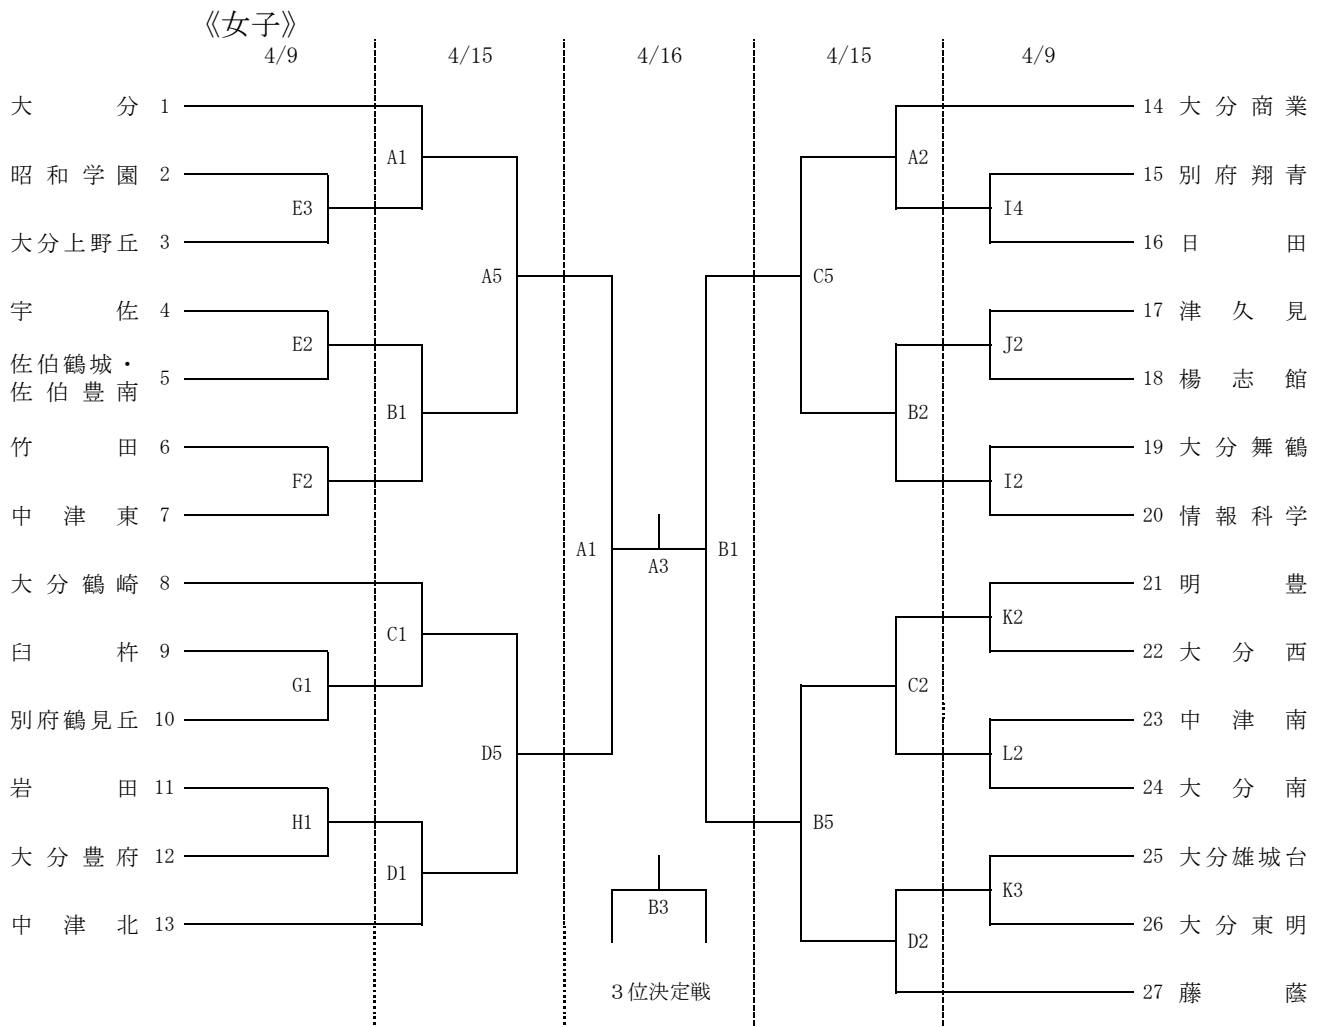 《女子》
4/9 4/15 4/16 4/15 4/9
大分 1
昭和学園 2
大分上野丘 3
宇佐 4
佐伯鶴城・
佐伯豊南 5
竹田 6
中津東 7
大分鶴崎 8
臼杵 9
別府鶴見丘 10
岩田 11
大分豊府 12
中津北 13
E3
E2
F2
G1
H1
A1
B1
C1
D1
A5
D5
A1
A3
B1
B3
3位決定戦
C5
B5
A2
B2
C2
D2
I4
J2
I2
K2
L2
K3
14 大分商業
15 別府翔青
16 日田
17 津久見
18 楊志館
19 大分舞鶴
20 情報科学
21 明豊
22 大分西
23 中津南
24 大分南
25 大分雄城台
26 大分東明
27 藤蔭